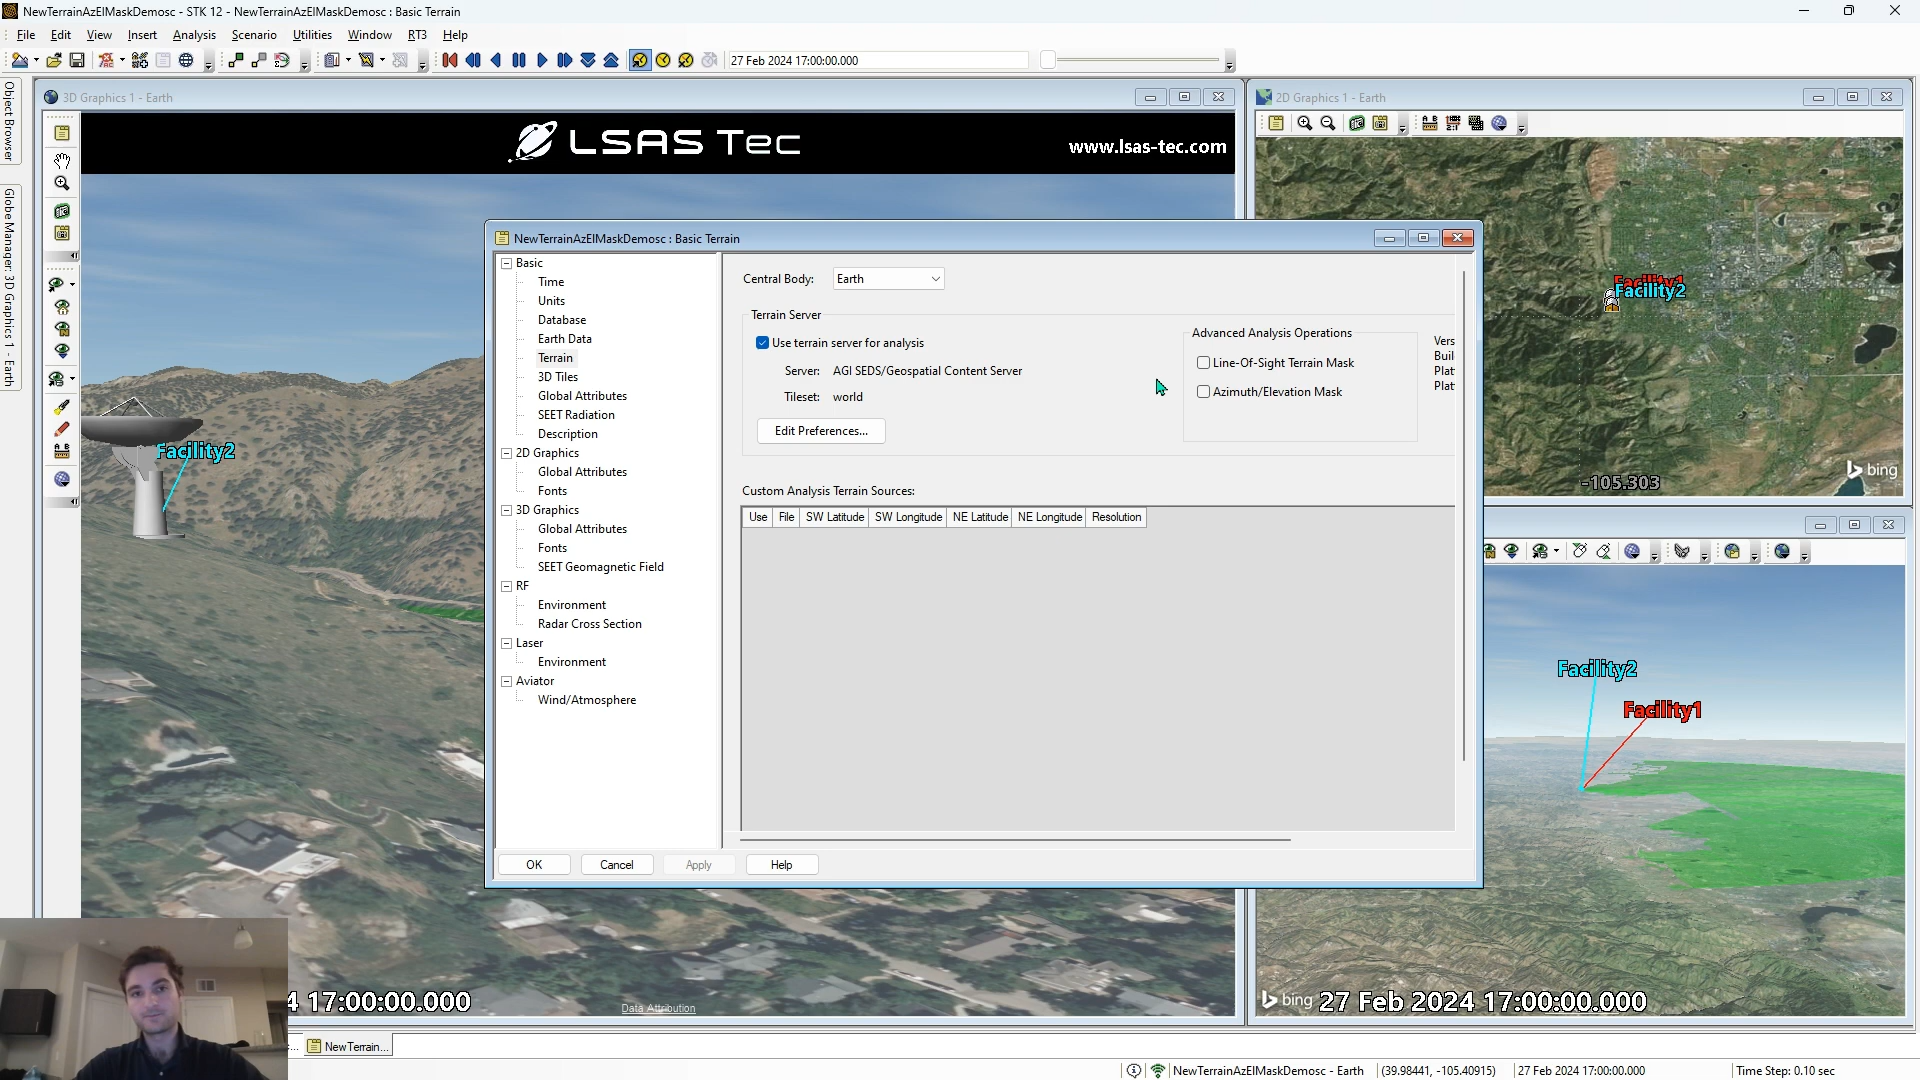 NewTerrainAzElMaskDemosc - STK 12 - NewTerrainAzElMaskDemosc : Basic Terrain
File Edit View Insert Analysis Scenario Utilities Window RT3 Help
27 Feb 2024 17:00:00.000
Object Browser
Globe Manager: 3D Graphics 1 - Earth
3D Graphics 1 - Earth
LSAS Tec
www.lsas-tec.com
Facility2
4 17:00:00.000
Data Attribution
2D Graphics 1 - Earth
Facility1
Facility2
-105.303
bing
NewTerrainAzElMaskDemosc : Basic Terrain
Basic
Time
Units
Database
Earth Data
Terrain
3D Tiles
Global Attributes
SEET Radiation
Description
2D Graphics
Global Attributes
Fonts
3D Graphics
Global Attributes
Fonts
SEET Geomagnetic Field
RF
Environment
Radar Cross Section
Laser
Environment
Aviator
Wind/Atmosphere
Central Body: Earth
Terrain Server
Use terrain server for analysis
Server: AGI SEDS/Geospatial Content Server
Tileset: world
Edit Preferences...
Advanced Analysis Operations
Line-Of-Sight Terrain Mask
Azimuth/Elevation Mask
Vers
Buil
Plat
Plat
Custom Analysis Terrain Sources:
Use File SW Latitude SW Longitude NE Latitude NE Longitude Resolution
OK Cancel Apply Help
Facility2
Facility1
bing 27 Feb 2024 17:00:00.000
NewTerrain...
NewTerrainAzElMaskDemosc - Earth (39.98441, -105.40915) 27 Feb 2024 17:00:00.000 Time Step: 0.10 sec